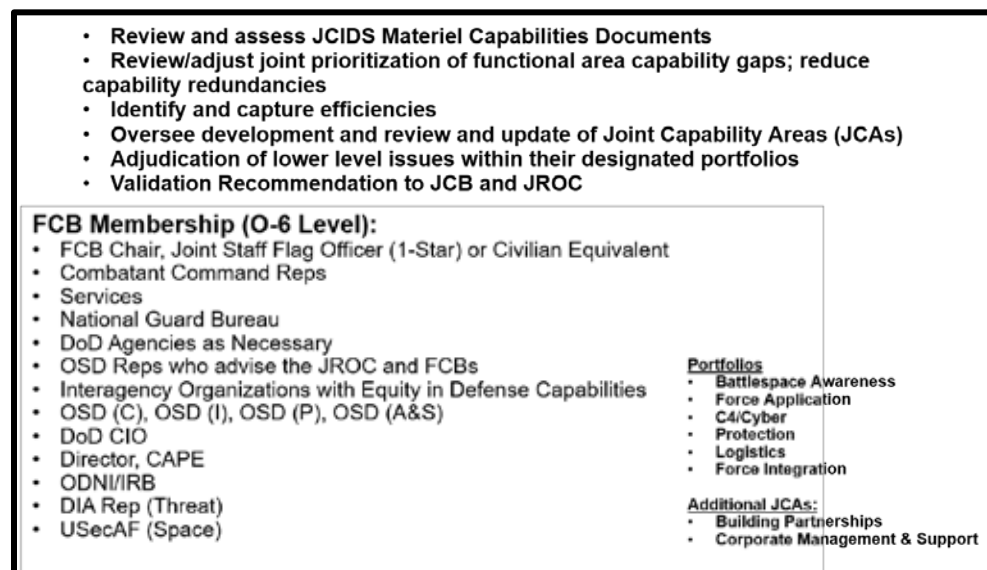 • Review and assess JCIDS Materiel Capabilities Documents
• Review/adjust joint prioritization of functional area capability gaps; reduce
capability redundancies
• Identify and capture efficiencies
• Oversee development and review and update of Joint Capability Areas (JCAs)
• Adjudication of lower level issues within their designated portfolios
• Validation Recommendation to JCB and JROC
FCB Membership (O-6 Level):
• FCB Chair, Joint Staff Flag Officer (1-Star) or Civilian Equivalent
• Combatant Command Reps
• Services
• National Guard Bureau
• DoD Agencies as Necessary
• OSD Reps who advise the JROC and FCBs
• Interagency Organizations with Equity in Defense Capabilities
• OSD (C), OSD (I), OSD (P), OSD (A&S)
• DoD CIO
• Director, CAPE
• ODNI/IRB
• DIA Rep (Threat)
• USecAF (Space)
Portfolios
• Battlespace Awareness
• Force Application
• C4/Cyber
• Protection
• Logistics
• Force Integration
Additional JCAs:
• Building Partnerships
• Corporate Management & Support